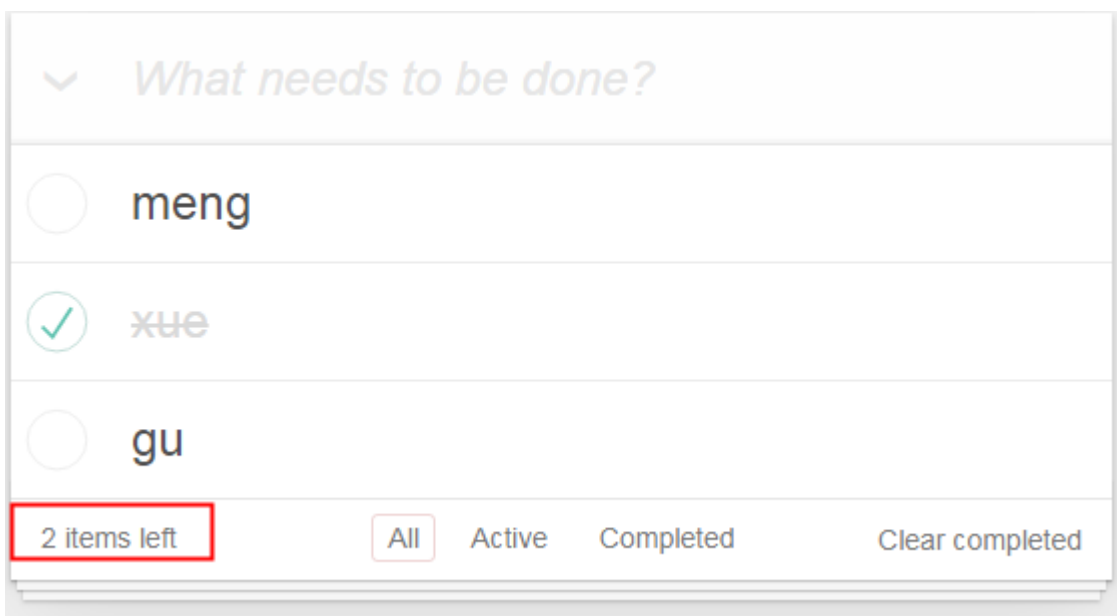 What needs to be done?
meng
xue
gu
2 items left All Active Completed Clear completed